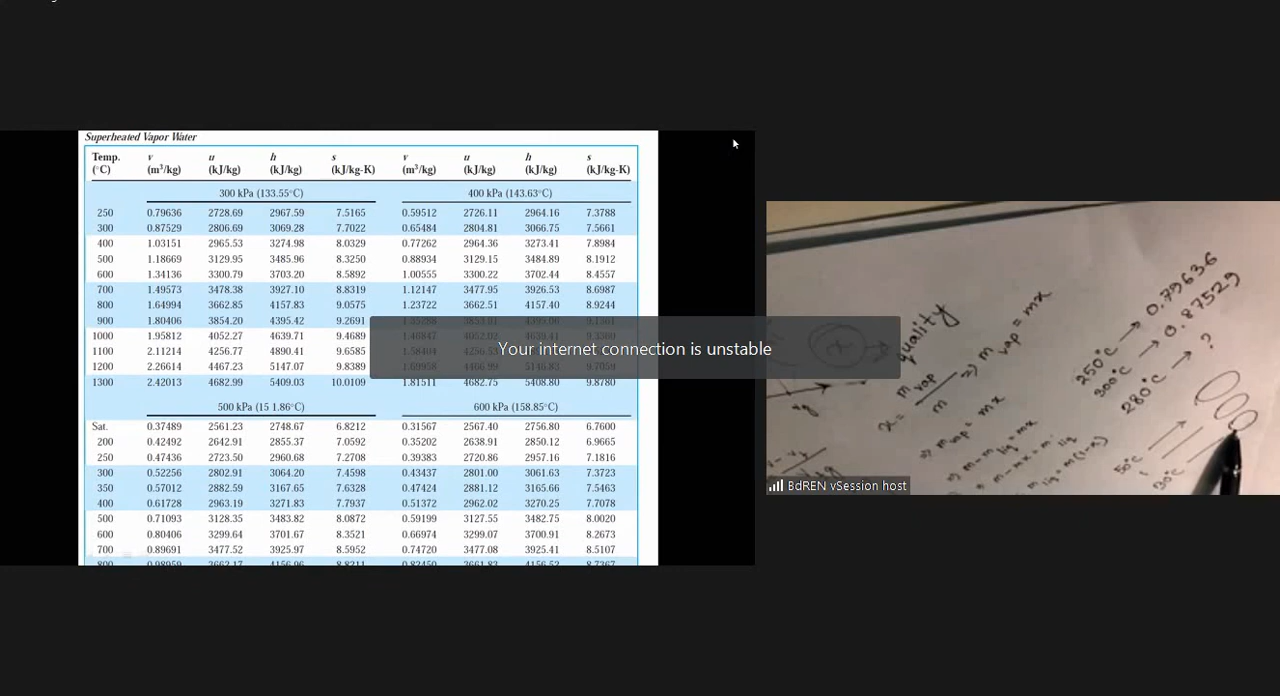 Superheated Vapor Water
Temp. v u h s v u h s
(°C) (m³/kg) (kJ/kg) (kJ/kg) (kJ/kg-K) (m³/kg) (kJ/kg) (kJ/kg) (kJ/kg-K)
300 kPa (133.55°C) 400 kPa (143.63°C)
250 0.79636 2728.69 2967.59 7.5165 0.59512 2726.11 2964.16 7.3788
300 0.87529 2806.69 3069.28 7.7022 0.65484 2804.81 3066.75 7.5661
400 1.03151 2965.53 3274.98 8.0329 0.77262 2964.36 3273.41 7.8984
500 1.18669 3129.95 3485.96 8.3250 0.88934 3129.15 3484.89 8.1912
600 1.34136 3300.79 3703.20 8.5892 1.00555 3300.22 3702.44 8.4557
700 1.49573 3478.38 3927.10 8.8319 1.12147 3477.95 3926.53 8.6987
800 1.64994 3662.85 4157.83 9.0575 1.23722 3662.51 4157.40 8.9244
900 1.80406 3854.20 4395.42 9.2691
1000 1.95812 4052.27 4639.71 9.4689
1100 2.11214 4256.77 4890.41 9.6585
1200 2.26614 4467.23 5147.07 9.8389
1300 2.42013 4682.99 5409.03 10.0109 1.81511 4682.75 5408.80 9.8780
Your internet connection is unstable
500 kPa (15 1.86°C) 600 kPa (158.85°C)
Sat. 0.37489 2561.23 2748.67 6.8212 0.31567 2567.40 2756.80 6.7600
200 0.42492 2642.91 2855.37 7.0592 0.35202 2638.91 2850.12 6.9665
250 0.47436 2723.50 2960.68 7.2708 0.39383 2720.86 2957.16 7.1816
300 0.52256 2802.91 3064.20 7.4598 0.43437 2801.00 3061.63 7.3723
350 0.57012 2882.59 3167.65 7.6328 0.47424 2881.12 3165.66 7.5463
400 0.61728 2963.19 3271.83 7.7937 0.51372 2962.02 3270.25 7.7078
500 0.71093 3128.35 3483.82 8.0872 0.59199 3127.55 3482.75 8.0020
600 0.80406 3299.64 3701.67 8.3521 0.66974 3299.07 3700.91 8.2673
700 0.89691 3477.52 3925.97 8.5952 0.74720 3477.08 3925.41 8.5107
quality
x = m vap / m ⇒ m vap = mx
⇒ m vap = mx
⇒ m - m liq = mx
⇒ m - mx = m liq
m liq = m(1-x)
250°C → 0.79636
300°C → 0.87529
280°C → ?
50°C
BdREN vSession host